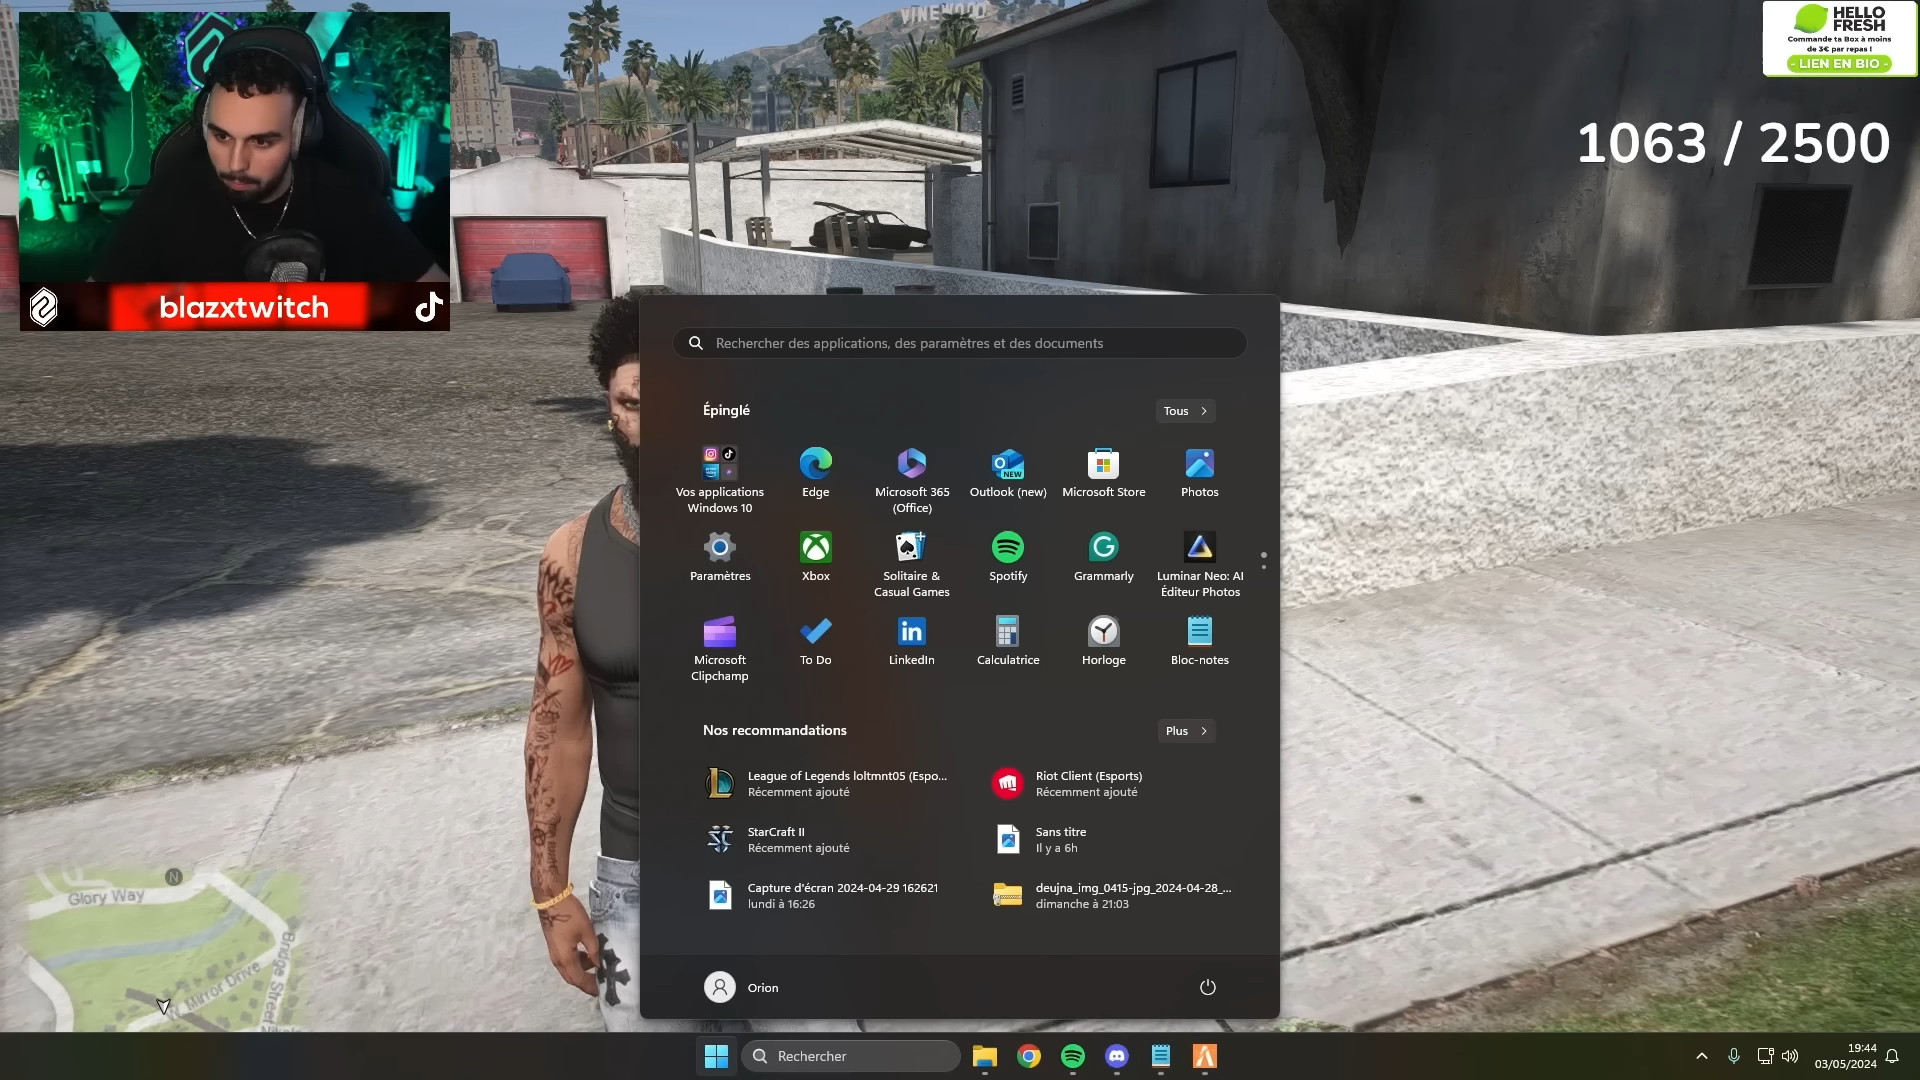 VINEWOOD
HELLO
FRESH
Commande ta Box à moins
de 3€ par repas !
- LIEN EN BIO -
1063 / 2500
blazxtwitch
Rechercher des applications, des paramètres et des documents
Épinglé
Tous
Vos applications
Windows 10
Edge
Microsoft 365
(Office)
Outlook (new)
NEW
Microsoft Store
Photos
Paramètres
Xbox
Solitaire &
Casual Games
Spotify
Grammarly
Luminar Neo: AI
Éditeur Photos
Microsoft
Clipchamp
To Do
LinkedIn
Calculatrice
Horloge
Bloc-notes
Nos recommandations
Plus
League of Legends loltmnt05 (Espo...
Récemment ajouté
Riot Client (Esports)
Récemment ajouté
StarCraft II
Récemment ajouté
Sans titre
Il y a 6h
Capture d'écran 2024-04-29 162621
lundi à 16:26
deujna_img_0415-jpg_2024-04-28_...
dimanche à 21:03
Orion
N
Glory Way
Mirror Drive
Bridge Street
Rechercher
19:44
03/05/2024